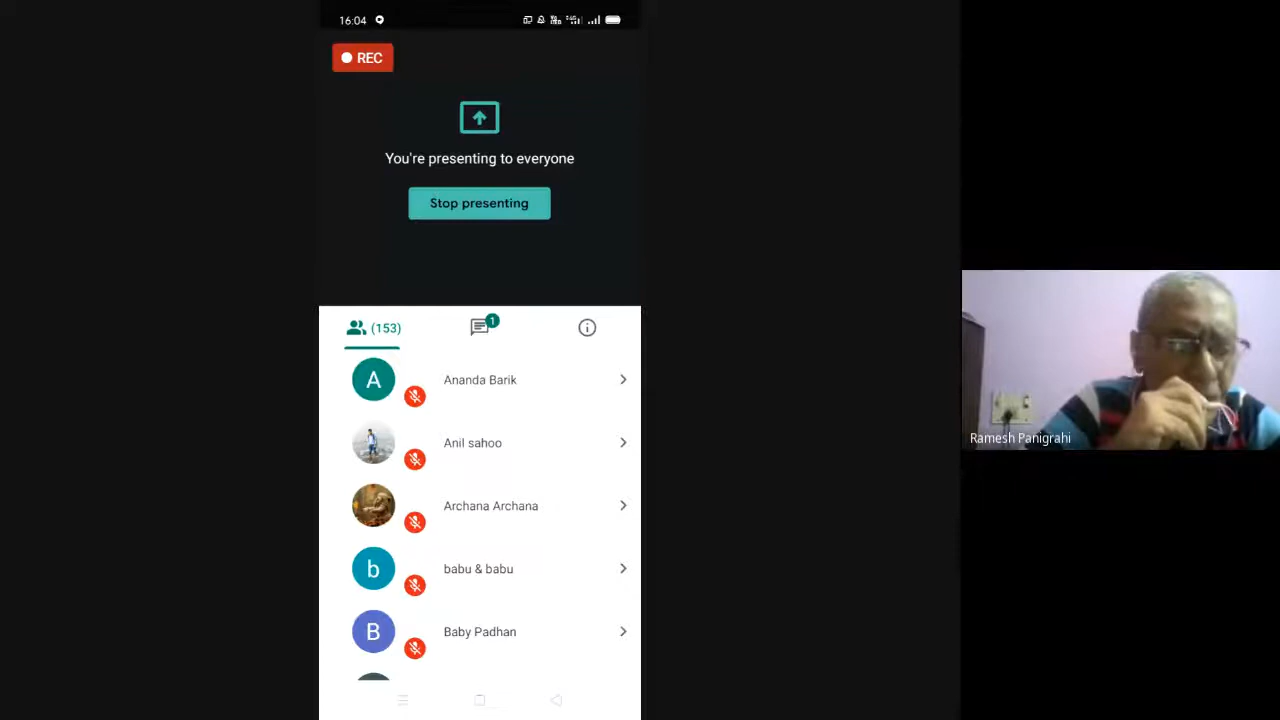 16:04
REC
You're presenting to everyone
Stop presenting
(153)
1
A
Ananda Barik
Anil sahoo
Archana Archana
b
babu & babu
B
Baby Padhan
Ramesh Panigrahi